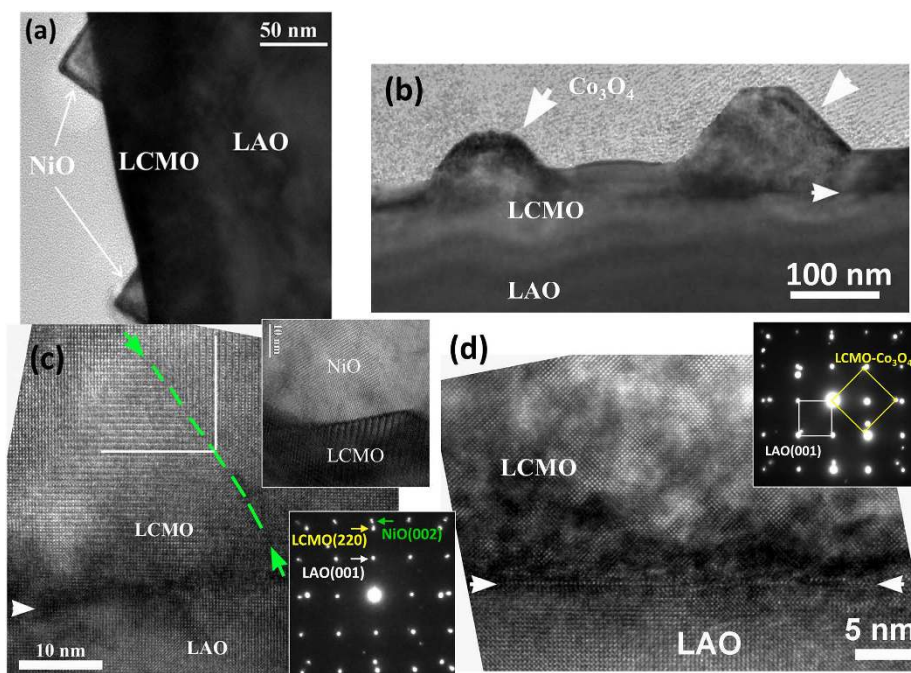 (a)
50 nm
NiO
LCMO
LAO
(b)
Co₃O₄
LCMO
LAO
100 nm
(c)
10 nm
NiO
LCMO
LCMO
LCMO(220)
NiO(002)
LAO(001)
LAO
10 nm
(d)
LCMO-Co₃O₄
LAO(001)
LCMO
LAO
5 nm